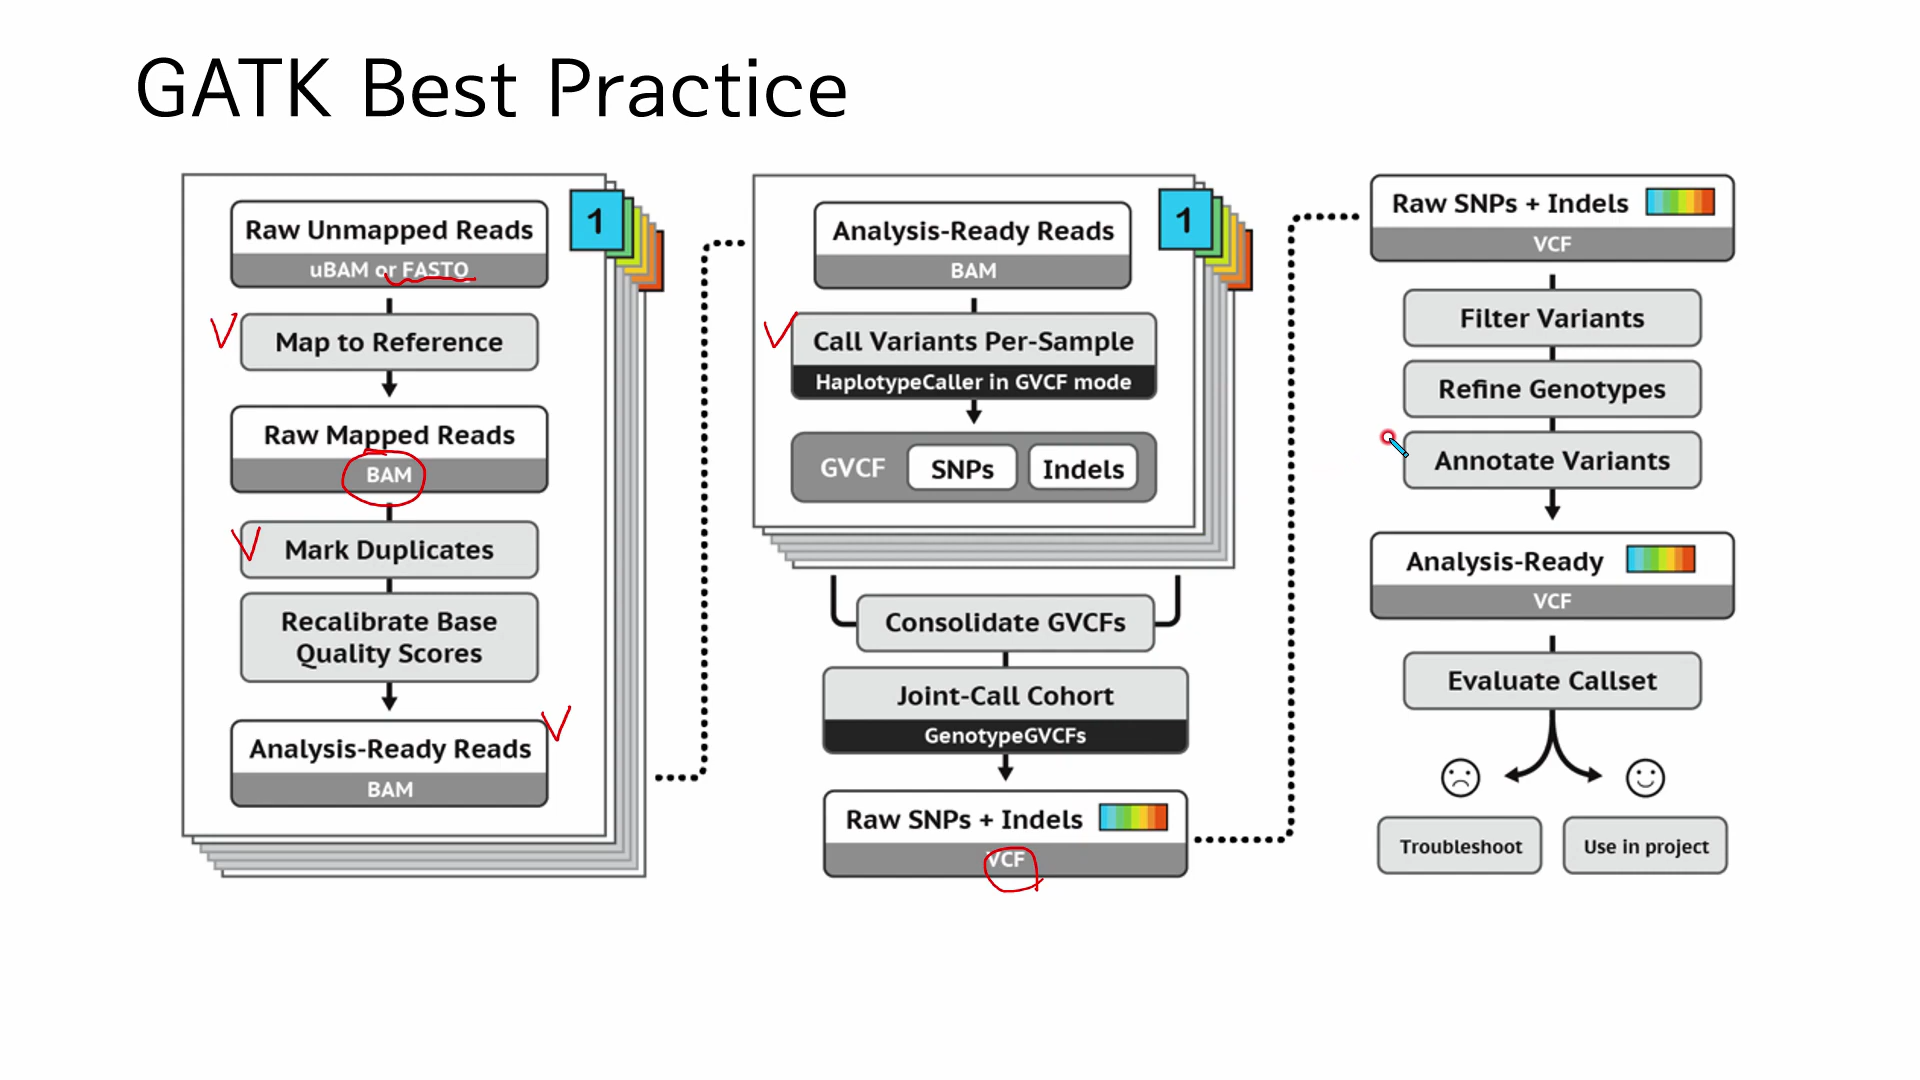 GATK Best Practice
1
Raw Unmapped Reads
uBAM or FASTQ
Map to Reference
Raw Mapped Reads
BAM
Mark Duplicates
Recalibrate Base
Quality Scores
Analysis-Ready Reads
BAM
1
Analysis-Ready Reads
BAM
Call Variants Per-Sample
HaplotypeCaller in GVCF mode
GVCF SNPs Indels
Consolidate GVCFs
Joint-Call Cohort
GenotypeGVCFs
Raw SNPs + Indels
VCF
Raw SNPs + Indels
VCF
Filter Variants
Refine Genotypes
Annotate Variants
Analysis-Ready
VCF
Evaluate Callset
Troubleshoot
Use in project